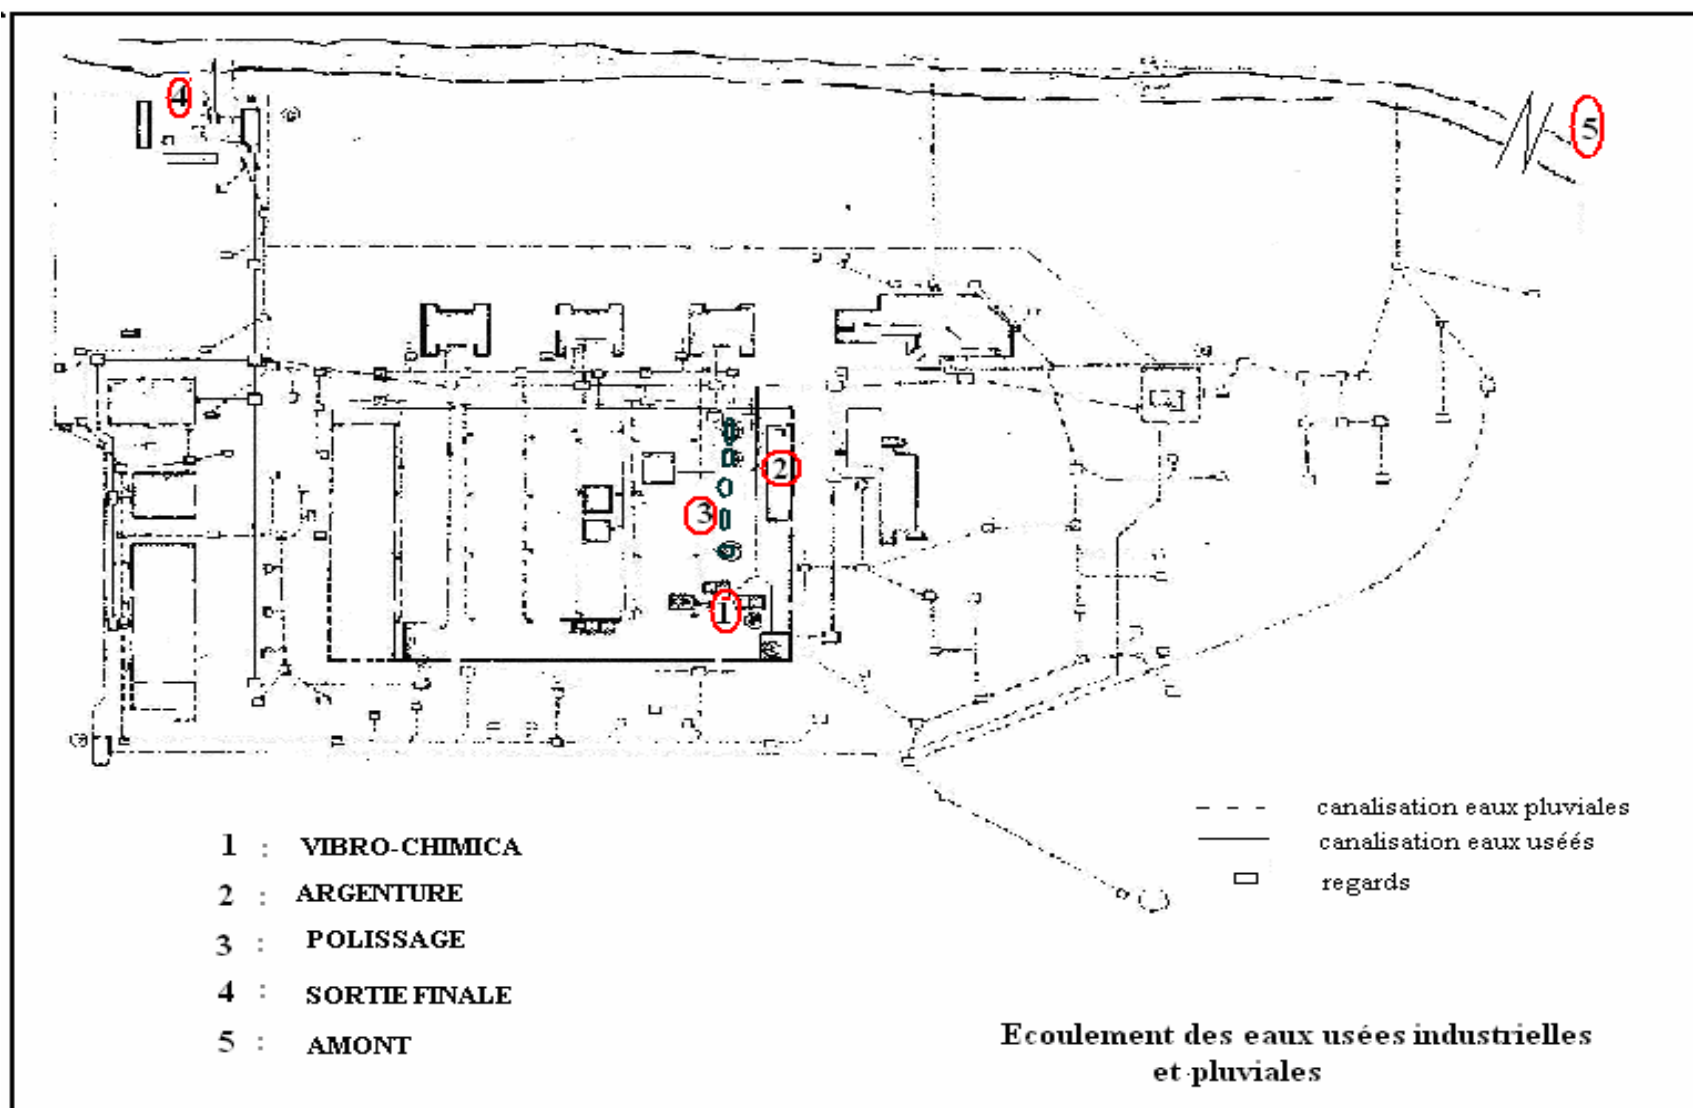 4
5
2
3
1
1 : VIBRO-CHIMICA
2 : ARGENTURE
3 : POLISSAGE
4 : SORTIE FINALE
5 : AMONT
canalisation eaux pluviales
canalisation eaux uséés
regards
Ecoulement des eaux usées industrielles
et pluviales